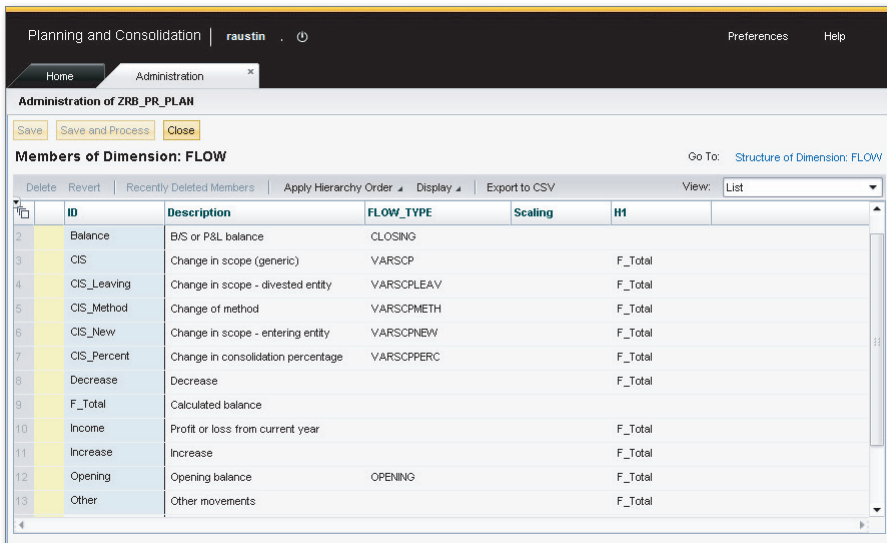 Planning and Consolidation | raustin .
Preferences Help
Home Administration ×
Administration of ZRB_PR_PLAN
Save Save and Process Close
Members of Dimension: FLOW Go To: Structure of Dimension: FLOW
Delete Revert | Recently Deleted Members | Apply Hierarchy Order Display | Export to CSV View: List
ID Description FLOW_TYPE Scaling H1
2 Balance B/S or P&L balance CLOSING
3 CIS Change in scope (generic) VARSCP F_Total
4 CIS_Leaving Change in scope - divested entity VARSCPLEAV F_Total
5 CIS_Method Change of method VARSCPMETH F_Total
6 CIS_New Change in scope - entering entity VARSCPNEW F_Total
7 CIS_Percent Change in consolidation percentage VARSCPPERC F_Total
8 Decrease Decrease F_Total
9 F_Total Calculated balance
10 Income Profit or loss from current year F_Total
11 Increase Increase F_Total
12 Opening Opening balance OPENING F_Total
13 Other Other movements F_Total